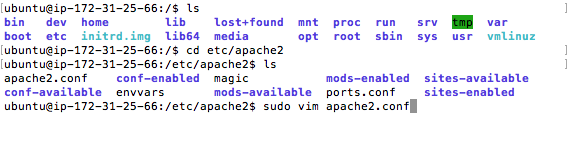 [ubuntu@ip-172-31-25-66:/$ ls
bin dev home lib lost+found mnt proc run srv tmp var
boot etc initrd.img lib64 media opt root sbin sys usr vmlinuz
[ubuntu@ip-172-31-25-66:/$ cd etc/apache2
[ubuntu@ip-172-31-25-66:/etc/apache2$ ls
apache2.conf conf-enabled magic mods-enabled sites-available
conf-available envvars mods-available ports.conf sites-enabled
ubuntu@ip-172-31-25-66:/etc/apache2$ sudo vim apache2.conf